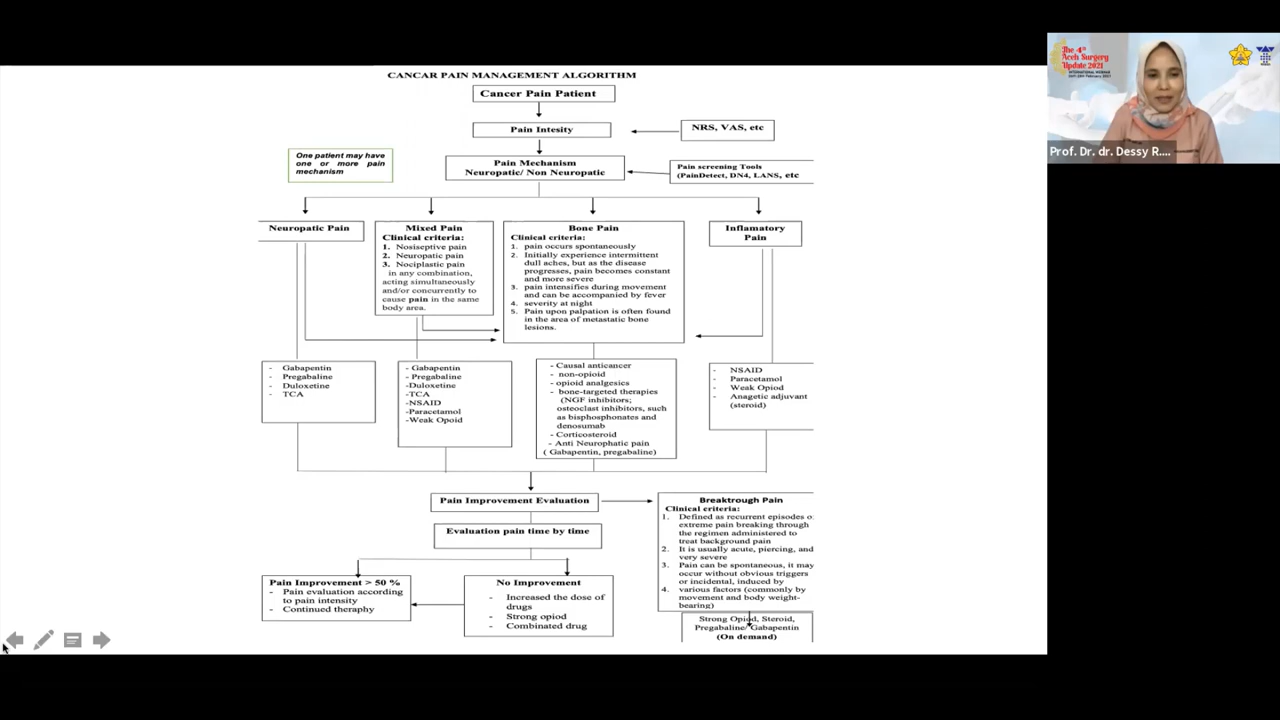 CANCAR PAIN MANAGEMENT ALGORITHM
Cancer Pain Patient
Pain Intesity
NRS, VAS, etc
One patient may have
one or more pain
mechanism
Pain Mechanism
Neuropatic/ Non Neuropatic
Pain screening Tools
(PainDetect, DN4, LANS, etc
Neuropatic Pain
Mixed Pain
Clinical criteria:
1. Nosiseptive pain
2. Neuropatic pain
3. Nociplastic pain
in any combination,
acting simultaneously
and/or concurrently to
cause pain in the same
body area.
Bone Pain
Clinical criteria:
1. pain occurs spontaneously
2. Initially experience intermittent
dull aches, but as the disease
progresses, pain becomes constant
and more severe
3. pain intensifies during movement
and can be accompanied by fever
4. severity at night
5. Pain upon palpation is often found
in the area of metastatic bone
lesions.
Inflamatory
Pain
- Gabapentin
- Pregabaline
- Duloxetine
- TCA
- Gabapentin
- Pregabaline
-Duloxetine
-TCA
-NSAID
-Paracetamol
-Weak Opoid
- Causal anticancer
- non-opioid
- opioid analgesics
- bone-targeted therapies
(NGF inhibitors;
osteoclast inhibitors, such
as bisphosphonates and
denosumab
- Corticosteroid
- Anti Neurophatic pain
( Gabapentin, pregabaline)
- NSAID
- Paracetamol
- Weak Opiod
- Anagetic adjuvant
(steroid)
Pain Improvement Evaluation
Evaluation pain time by time
Pain Improvement > 50 %
- Pain evaluation according
to pain intensity
- Continued theraphy
No Improvement
- Increased the dose of
drugs
- Strong opiod
- Combinated drug
Breaktrough Pain
Clinical criteria:
1. Defined as recurrent episodes o
extreme pain breaking through
the regimen administered to
treat background pain
2. It is usually acute, piercing, and
very severe
3. Pain can be spontaneous, it may
occur without obvious triggers
or incidental, induced by
4. various factors (commonly by
movement and body weight-
bearing)
Strong Opiod, Steroid,
Pregabaline/ Gabapentin
(On demand)
The 4th
Aceh Surgery
Update 2021
INTERNATIONAL WEBINAR
Prof. Dr. dr. Dessy R....